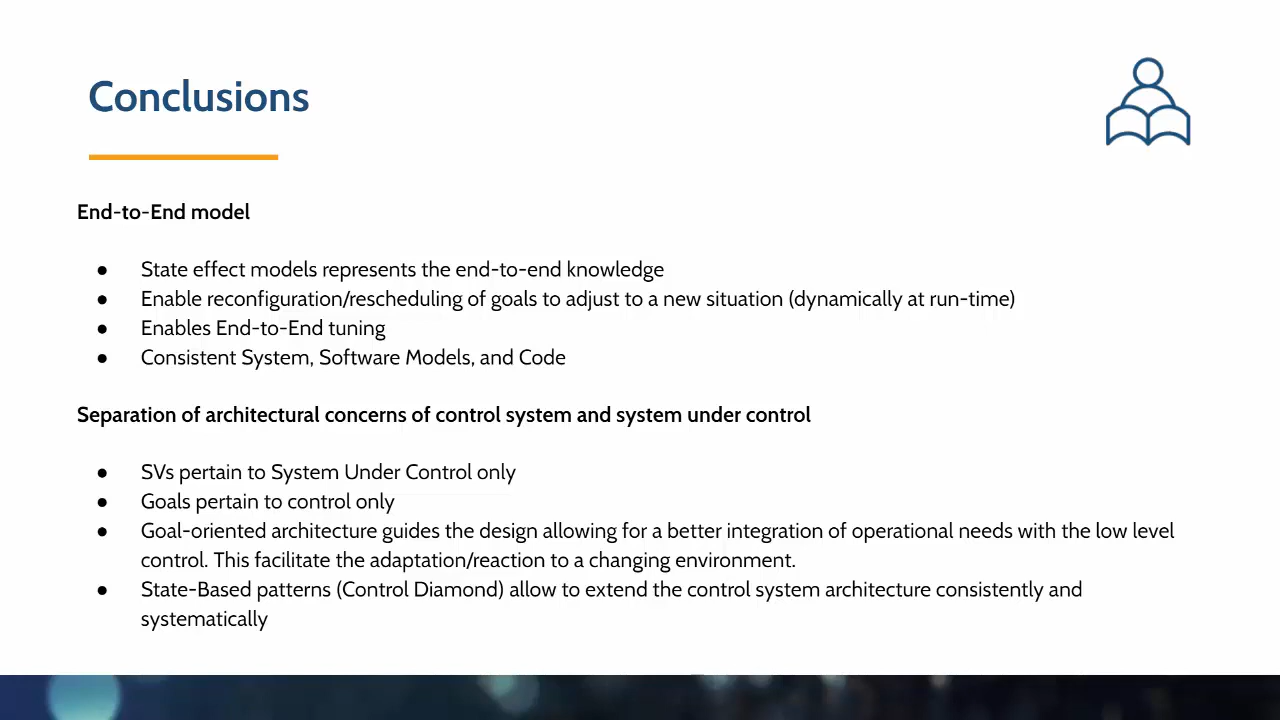 Conclusions
End-to-End model
● State effect models represents the end-to-end knowledge
● Enable reconfiguration/rescheduling of goals to adjust to a new situation (dynamically at run-time)
● Enables End-to-End tuning
● Consistent System, Software Models, and Code
Separation of architectural concerns of control system and system under control
● SVs pertain to System Under Control only
● Goals pertain to control only
● Goal-oriented architecture guides the design allowing for a better integration of operational needs with the low level
control. This facilitate the adaptation/reaction to a changing environment.
● State-Based patterns (Control Diamond) allow to extend the control system architecture consistently and
systematically